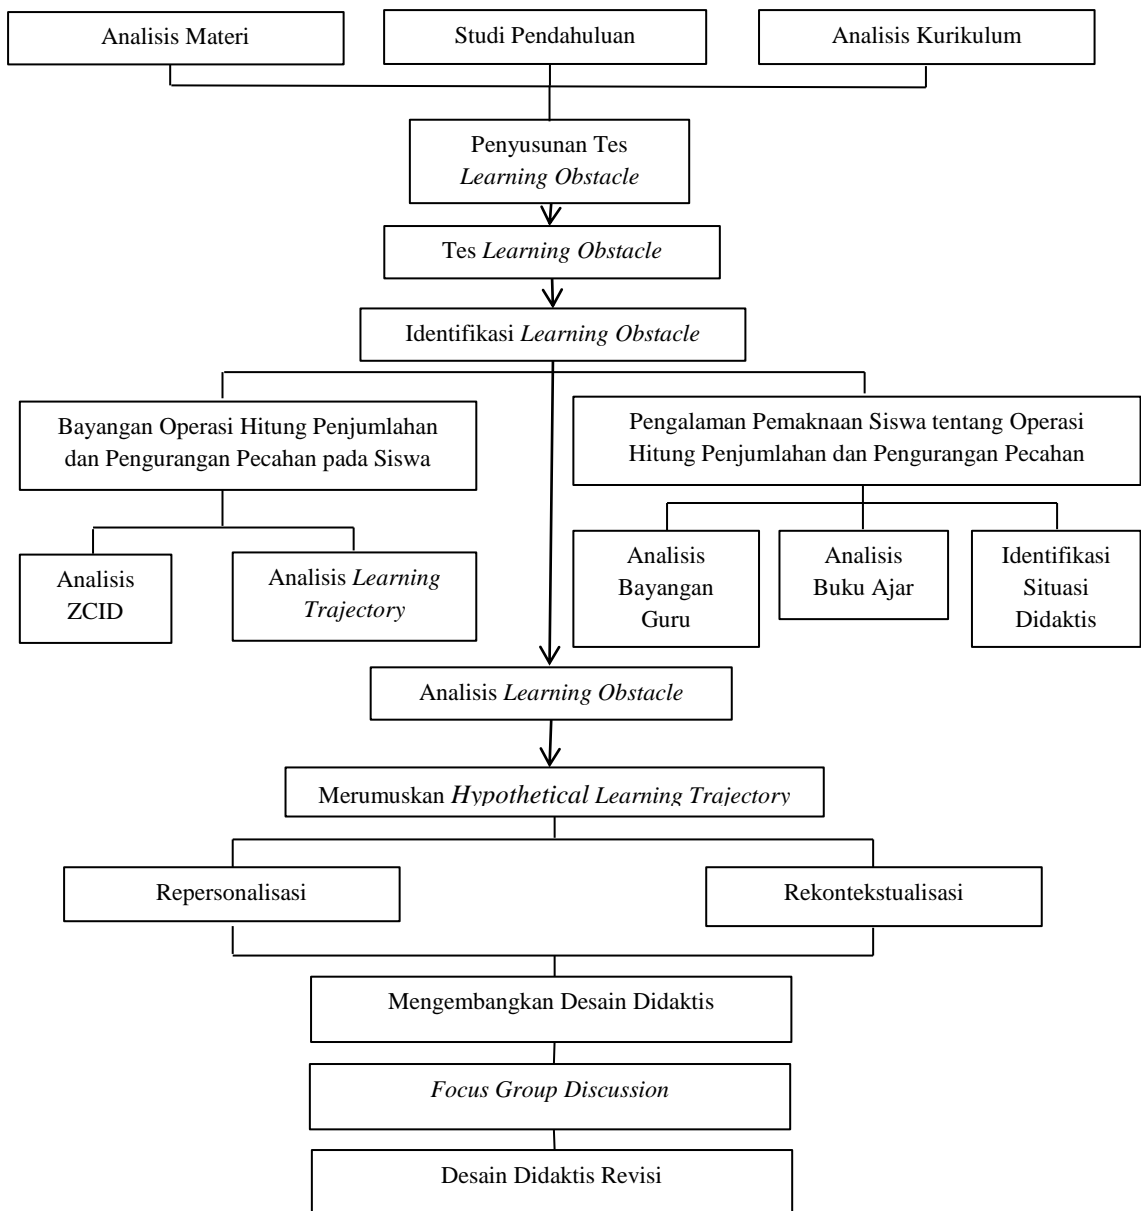 Analisis Materi
Studi Pendahuluan
Analisis Kurikulum
Penyusunan Tes
Learning Obstacle
Tes Learning Obstacle
Identifikasi Learning Obstacle
Bayangan Operasi Hitung Penjumlahan
dan Pengurangan Pecahan pada Siswa
Pengalaman Pemaknaan Siswa tentang Operasi
Hitung Penjumlahan dan Pengurangan Pecahan
Analisis
ZCID
Analisis Learning
Trajectory
Analisis
Bayangan
Guru
Analisis
Buku Ajar
Identifikasi
Situasi
Didaktis
Analisis Learning Obstacle
Merumuskan Hypothetical Learning Trajectory
Repersonalisasi
Rekontekstualisasi
Mengembangkan Desain Didaktis
Focus Group Discussion
Desain Didaktis Revisi